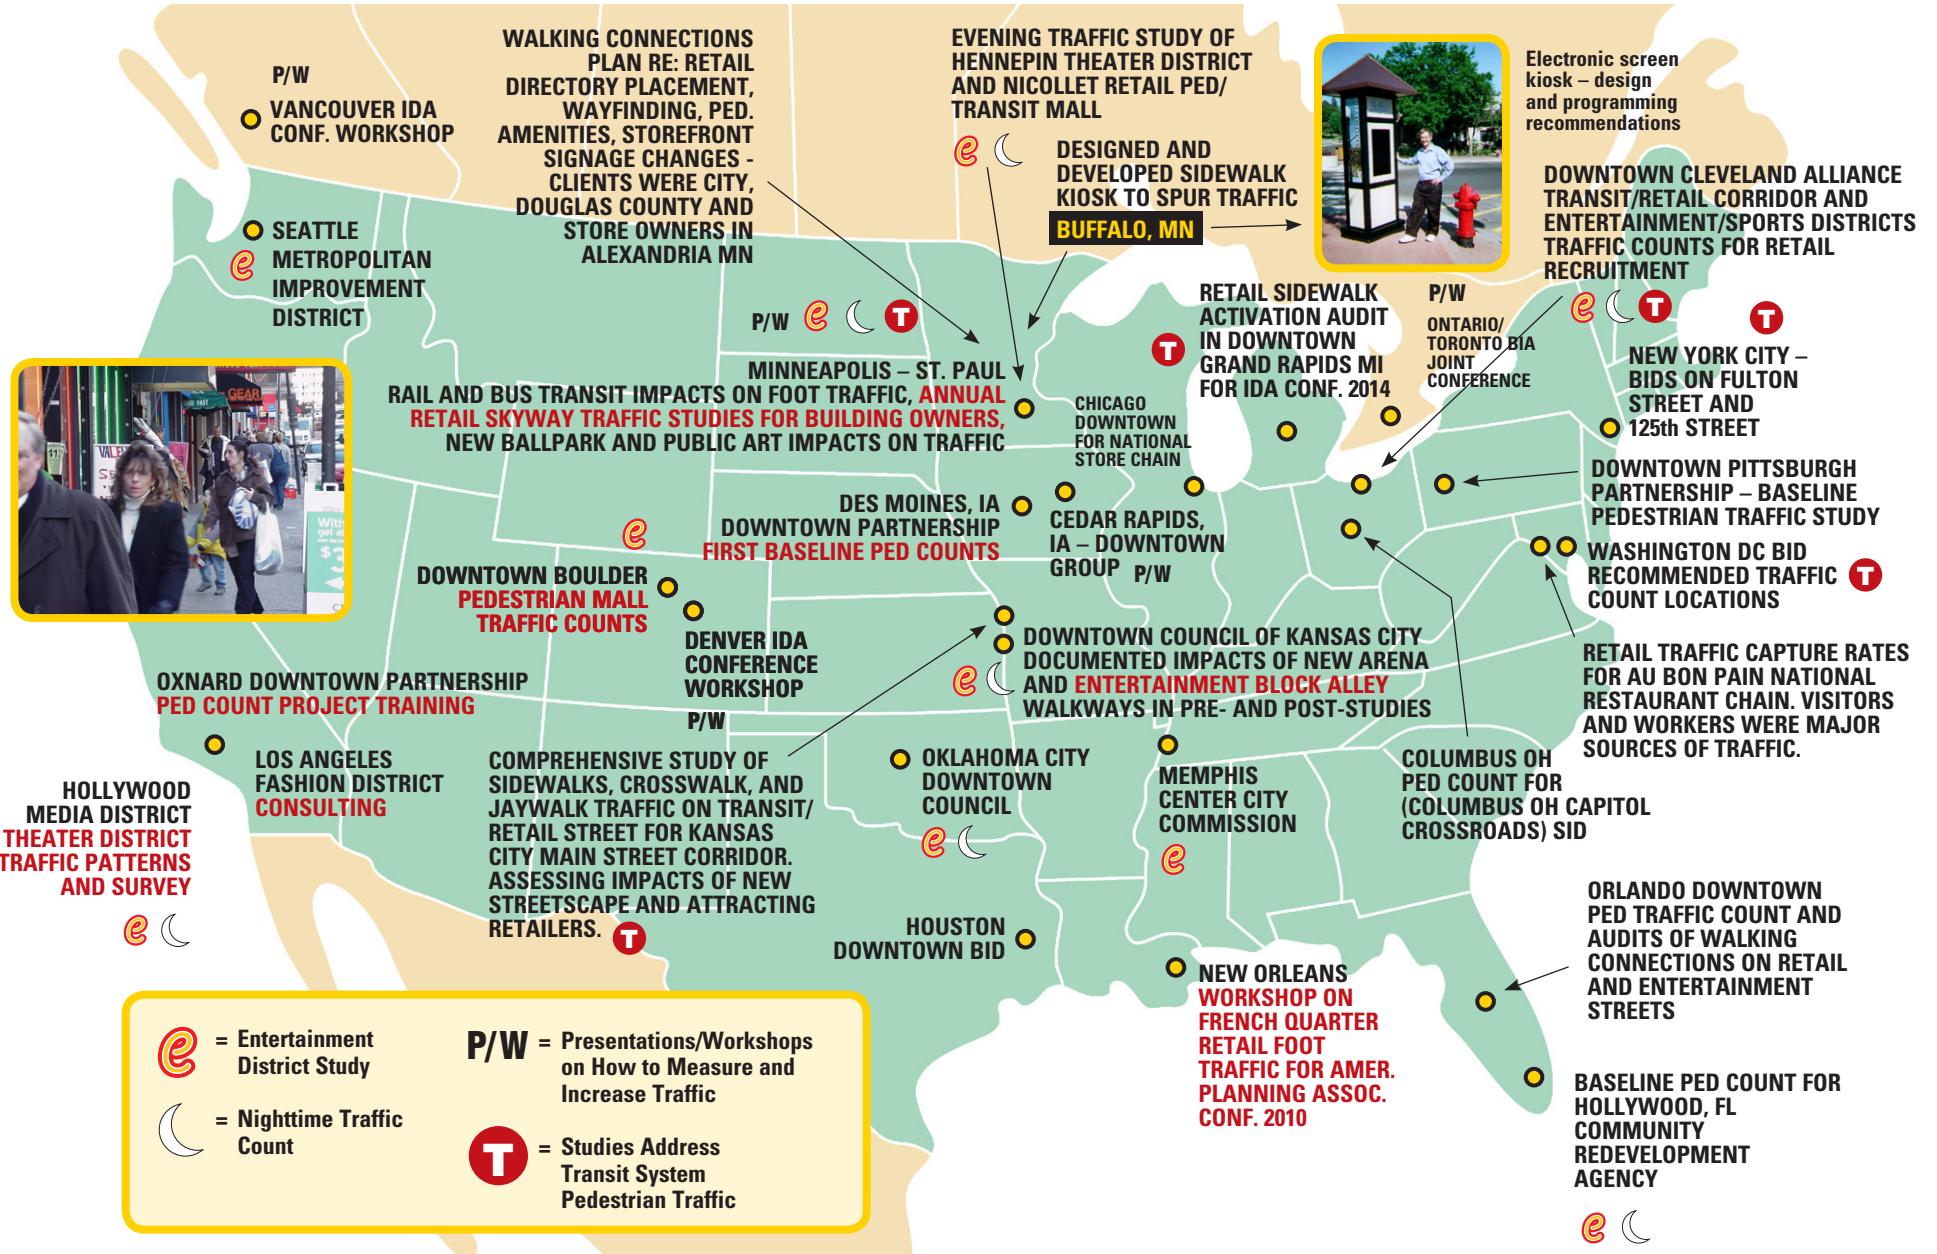 P/W
VANCOUVER IDA
CONF. WORKSHOP
SEATTLE
METROPOLITAN
IMPROVEMENT
DISTRICT
WALKING CONNECTIONS
PLAN RE: RETAIL
DIRECTORY PLACEMENT,
WAYFINDING, PED.
AMENITIES, STOREFRONT
SIGNAGE CHANGES -
CLIENTS WERE CITY,
DOUGLAS COUNTY AND
STORE OWNERS IN
ALEXANDRIA MN
EVENING TRAFFIC STUDY OF
HENNEPIN THEATER DISTRICT
AND NICOLLET RETAIL PED/
TRANSIT MALL
e
DESIGNED AND
DEVELOPED SIDEWALK
KIOSK TO SPUR TRAFFIC
BUFFALO, MN
Electronic screen
kiosk – design
and programming
recommendations
DOWNTOWN CLEVELAND ALLIANCE
TRANSIT/RETAIL CORRIDOR AND
ENTERTAINMENT/SPORTS DISTRICTS
TRAFFIC COUNTS FOR RETAIL
RECRUITMENT
e T
e
P/W e T
MINNEAPOLIS – ST. PAUL
RAIL AND BUS TRANSIT IMPACTS ON FOOT TRAFFIC, ANNUAL
RETAIL SKYWAY TRAFFIC STUDIES FOR BUILDING OWNERS,
NEW BALLPARK AND PUBLIC ART IMPACTS ON TRAFFIC
T
RETAIL SIDEWALK
ACTIVATION AUDIT
IN DOWNTOWN
GRAND RAPIDS MI
FOR IDA CONF. 2014
P/W
ONTARIO/
TORONTO BIA
JOINT
CONFERENCE
T
NEW YORK CITY –
BIDS ON FULTON
STREET AND
125th STREET
GEAR
CHICAGO
DOWNTOWN
FOR NATIONAL
STORE CHAIN
DOWNTOWN PITTSBURGH
PARTNERSHIP – BASELINE
PEDESTRIAN TRAFFIC STUDY
DES MOINES, IA
DOWNTOWN PARTNERSHIP
FIRST BASELINE PED COUNTS
CEDAR RAPIDS,
IA – DOWNTOWN
GROUP P/W
WASHINGTON DC BID
RECOMMENDED TRAFFIC
COUNT LOCATIONS
T
e
DOWNTOWN BOULDER
PEDESTRIAN MALL
TRAFFIC COUNTS
DENVER IDA
CONFERENCE
WORKSHOP
P/W
DOWNTOWN COUNCIL OF KANSAS CITY
DOCUMENTED IMPACTS OF NEW ARENA
AND ENTERTAINMENT BLOCK ALLEY
WALKWAYS IN PRE- AND POST-STUDIES
e
RETAIL TRAFFIC CAPTURE RATES
FOR AU BON PAIN NATIONAL
RESTAURANT CHAIN. VISITORS
AND WORKERS WERE MAJOR
SOURCES OF TRAFFIC.
OXNARD DOWNTOWN PARTNERSHIP
PED COUNT PROJECT TRAINING
LOS ANGELES
FASHION DISTRICT
CONSULTING
HOLLYWOOD
MEDIA DISTRICT
THEATER DISTRICT
TRAFFIC PATTERNS
AND SURVEY
e
COMPREHENSIVE STUDY OF
SIDEWALKS, CROSSWALK, AND
JAYWALK TRAFFIC ON TRANSIT/
RETAIL STREET FOR KANSAS
CITY MAIN STREET CORRIDOR.
ASSESSING IMPACTS OF NEW
STREETSCAPE AND ATTRACTING
RETAILERS.
T
OKLAHOMA CITY
DOWNTOWN
COUNCIL
e
MEMPHIS
CENTER CITY
COMMISSION
e
COLUMBUS OH
PED COUNT FOR
(COLUMBUS OH CAPITOL
CROSSROADS) SID
HOUSTON
DOWNTOWN BID
NEW ORLEANS
WORKSHOP ON
FRENCH QUARTER
RETAIL FOOT
TRAFFIC FOR AMER.
PLANNING ASSOC.
CONF. 2010
ORLANDO DOWNTOWN
PED TRAFFIC COUNT AND
AUDITS OF WALKING
CONNECTIONS ON RETAIL
AND ENTERTAINMENT
STREETS
BASELINE PED COUNT FOR
HOLLYWOOD, FL
COMMUNITY
REDEVELOPMENT
AGENCY
e
e = Entertainment
District Study
= Nighttime Traffic
Count
P/W = Presentations/Workshops
on How to Measure and
Increase Traffic
T = Studies Address
Transit System
Pedestrian Traffic